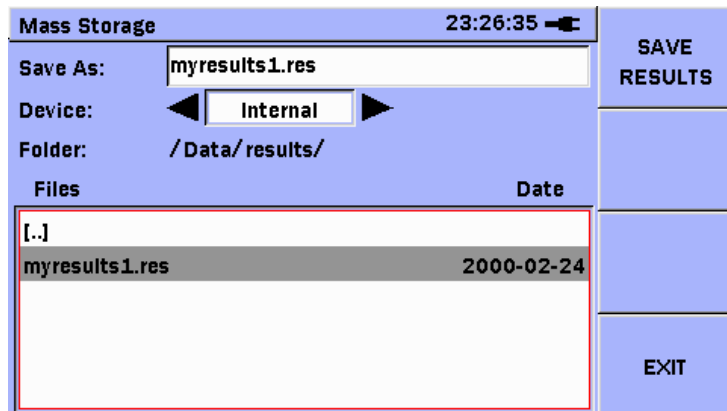 Mass Storage 23:26:35
Save As: myresults1.res
Device: Internal
Folder: /Data/results/
Files Date
[..]
myresults1.res 2000-02-24
SAVE
RESULTS
EXIT